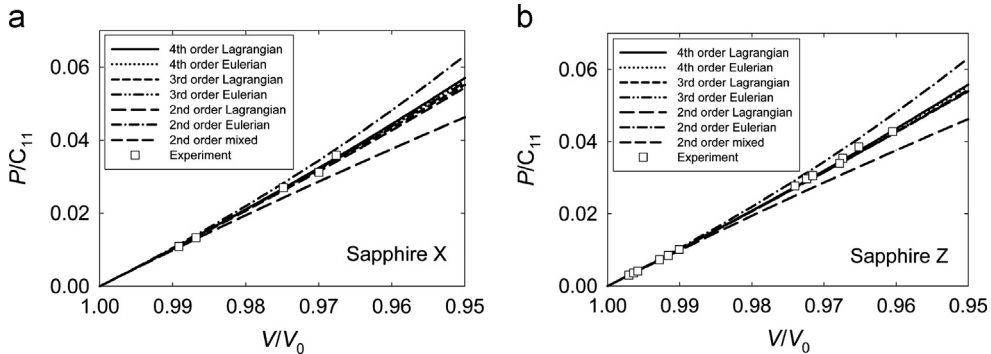 a
P/C11
0.06
0.04
0.02
0.00
4th order Lagrangian
4th order Eulerian
3rd order Lagrangian
3rd order Eulerian
2nd order Lagrangian
2nd order Eulerian
2nd order mixed
Experiment
Sapphire X
1.00 0.99 0.98 0.97 0.96 0.95
V/V0
b
P/C11
0.06
0.04
0.02
0.00
4th order Lagrangian
4th order Eulerian
3rd order Lagrangian
3rd order Eulerian
2nd order Lagrangian
2nd order Eulerian
2nd order mixed
Experiment
Sapphire Z
1.00 0.99 0.98 0.97 0.96 0.95
V/V0